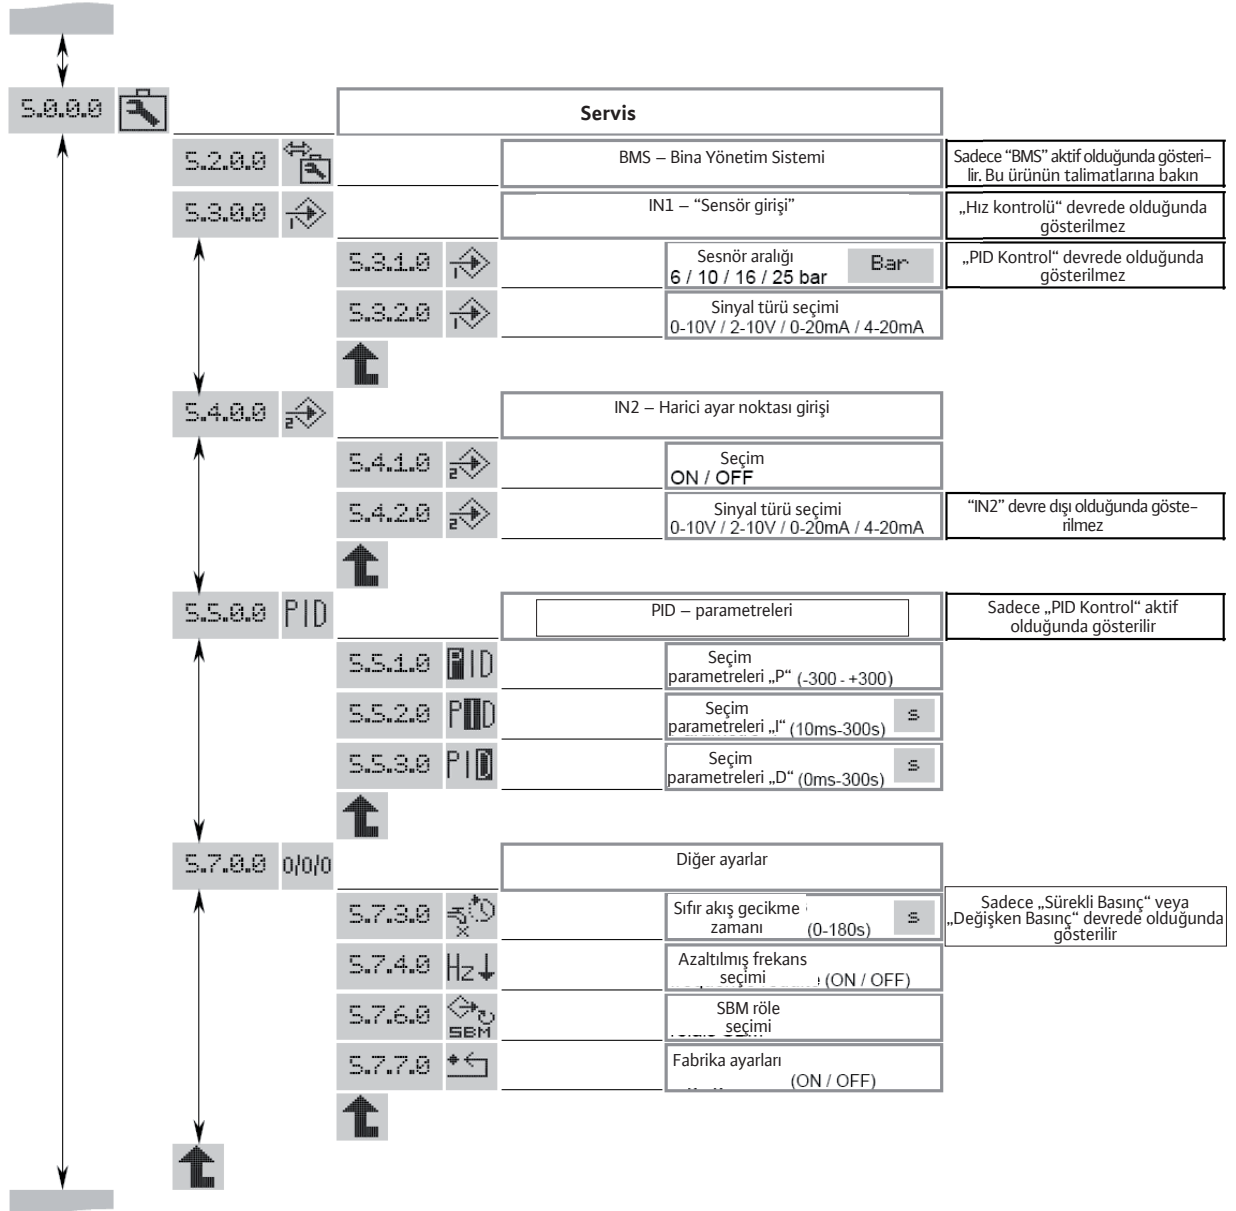 5.0.0.0 Servis
5.2.0.0 BMS – Bina Yönetim Sistemi
Sadece “BMS” aktif olduğunda gösteri–
lir. Bu ürünün talimatlarına bakın
5.3.0.0 1 IN1 – “Sensör girişi”
„Hız kontrolü“ devrede olduğunda
gösterilmez
5.3.1.0 1 Sesnör aralığı
6 / 10 / 16 / 25 bar Bar
„PID Kontrol“ devrede olduğunda
gösterilmez
5.3.2.0 1 Sinyal türü seçimi
0-10V / 2-10V / 0-20mA / 4-20mA
5.4.0.0 2 IN2 – Harici ayar noktası girişi
5.4.1.0 2 Seçim
ON / OFF
5.4.2.0 2 Sinyal türü seçimi
0-10V / 2-10V / 0-20mA / 4-20mA
“IN2” devre dışı olduğunda göste–
rilmez
5.5.0.0 PID PID – parametreleri
Sadece „PID Kontrol“ aktif
olduğunda gösterilir
5.5.1.0 PID Seçim
parametreleri „P“ (-300 - +300)
5.5.2.0 PID Seçim
parametreleri „I“ (10ms-300s) s
5.5.3.0 PID Seçim
parametreleri „D“ (0ms-300s) s
5.7.0.0 0/0/0 Diğer ayarlar
5.7.3.0 Sıfır akış gecikme
zamanı (0-180s) s
Sadece „Sürekli Basınç“ veya
„Değişken Basınç“ devrede olduğunda
gösterilir
5.7.4.0 Hz Azaltılmış frekans
seçimi (ON / OFF)
5.7.6.0 SBM SBM röle
seçimi
5.7.7.0 Fabrika ayarları
(ON / OFF)